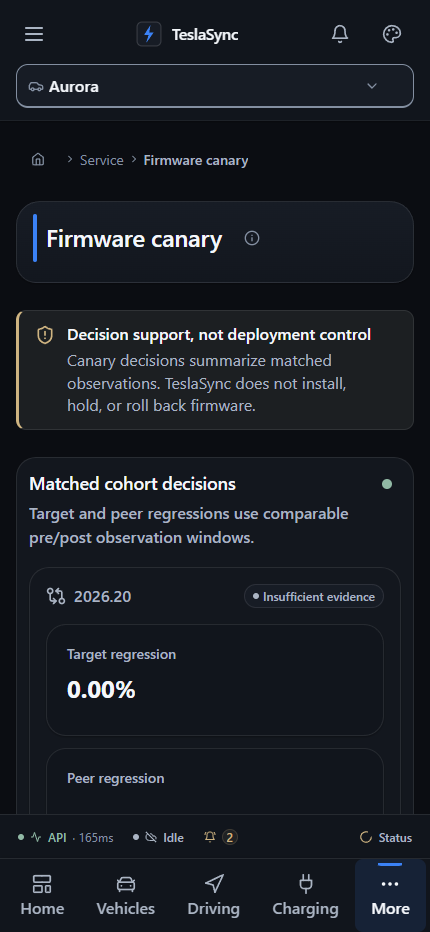 TeslaSync
Aurora
Service
Firmware canary
Firmware canary
Decision support, not deployment control
Canary decisions summarize matched
observations. TeslaSync does not install,
hold, or roll back firmware.
Matched cohort decisions
Target and peer regressions use comparable
pre/post observation windows.
2026.20
Insufficient evidence
Target regression
0.00%
Peer regression
API · 165ms
Idle
2
Status
Home
Vehicles
Driving
Charging
More